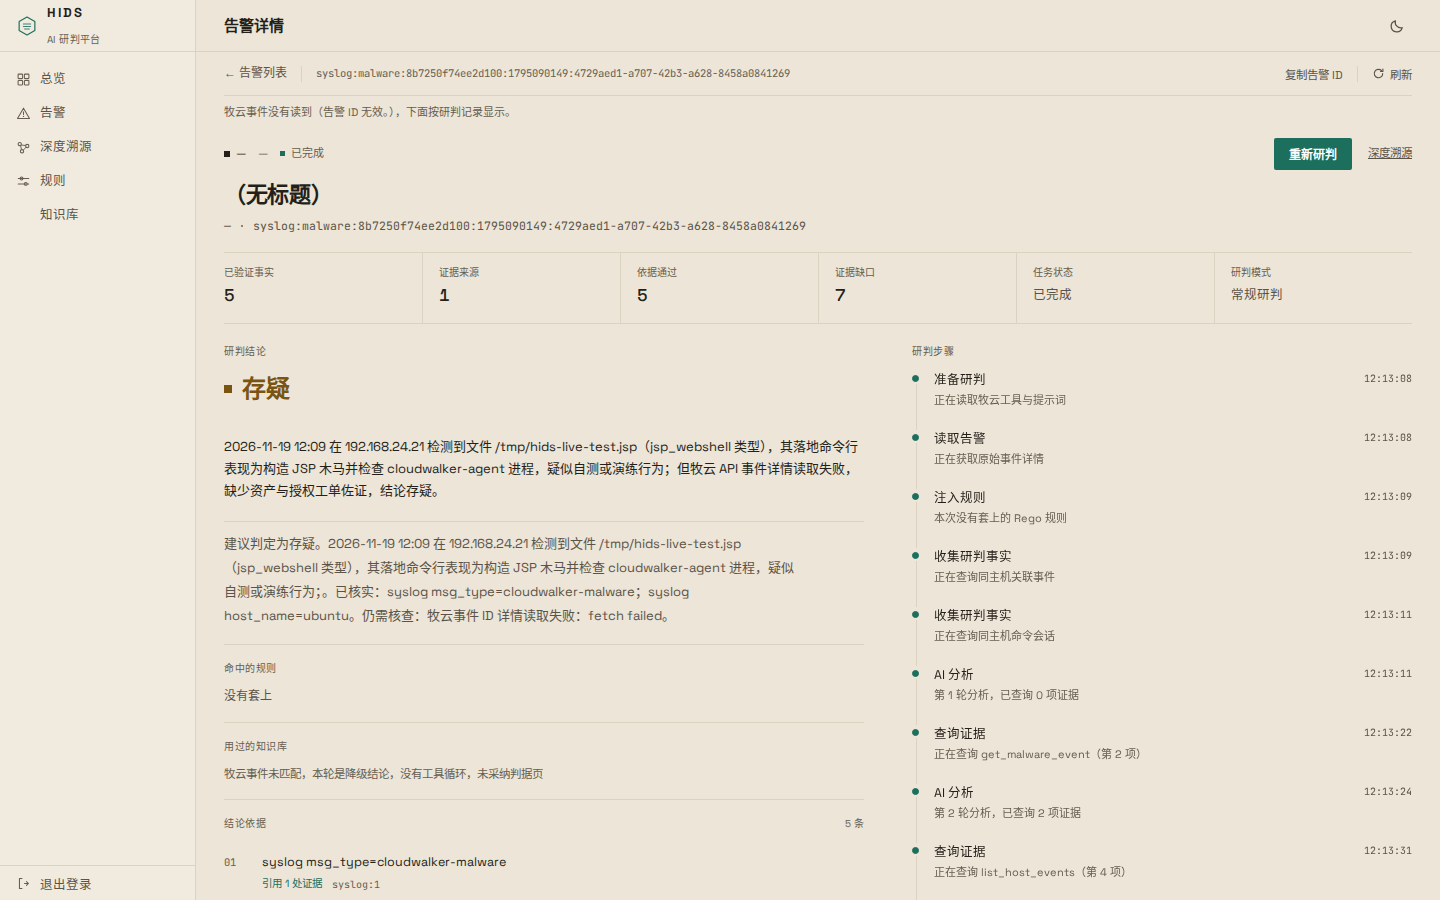 HIDS
AI 研判平台
总览
告警
深度溯源
规则
知识库
退出登录
告警详情
← 告警列表
syslog:malware:8b7250f74ee2d100:1795090149:4729aed1-a707-42b3-a628-8458a0841269
复制告警 ID
刷新
牧云事件没有读到（告警 ID 无效。），下面按研判记录显示。
— — 已完成
重新研判
深度溯源
（无标题）
— · syslog:malware:8b7250f74ee2d100:1795090149:4729aed1-a707-42b3-a628-8458a0841269
已验证事实
5
证据来源
1
依据通过
5
证据缺口
7
任务状态
已完成
研判模式
常规研判
研判结论
存疑
2026-11-19 12:09 在 192.168.24.21 检测到文件 /tmp/hids-live-test.jsp（jsp_webshell 类型），其落地命令行
表现为构造 JSP 木马并检查 cloudwalker-agent 进程，疑似自测或演练行为；但牧云 API 事件详情读取失败，
缺少资产与授权工单佐证，结论存疑。
建议判定为存疑。2026-11-19 12:09 在 192.168.24.21 检测到文件 /tmp/hids-live-test.jsp
（jsp_webshell 类型），其落地命令行表现为构造 JSP 木马并检查 cloudwalker-agent 进程，疑似
自测或演练行为；。已核实：syslog msg_type=cloudwalker-malware；syslog
host_name=ubuntu。仍需核查：牧云事件 ID 详情读取失败：fetch failed。
命中的规则
没有套上
用过的知识库
牧云事件未匹配，本轮是降级结论，没有工具循环，未采纳判据页
结论依据
5 条
01 syslog msg_type=cloudwalker-malware
引用 1 处证据 syslog:1
研判步骤
准备研判 12:13:08
正在读取牧云工具与提示词
读取告警 12:13:08
正在获取原始事件详情
注入规则 12:13:09
本次没有套上的 Rego 规则
收集研判事实 12:13:09
正在查询同主机关联事件
收集研判事实 12:13:11
正在查询同主机命令会话
AI 分析 12:13:11
第 1 轮分析，已查询 0 项证据
查询证据 12:13:22
正在查询 get_malware_event（第 2 项）
AI 分析 12:13:24
第 2 轮分析，已查询 2 项证据
查询证据 12:13:31
正在查询 list_host_events（第 4 项）